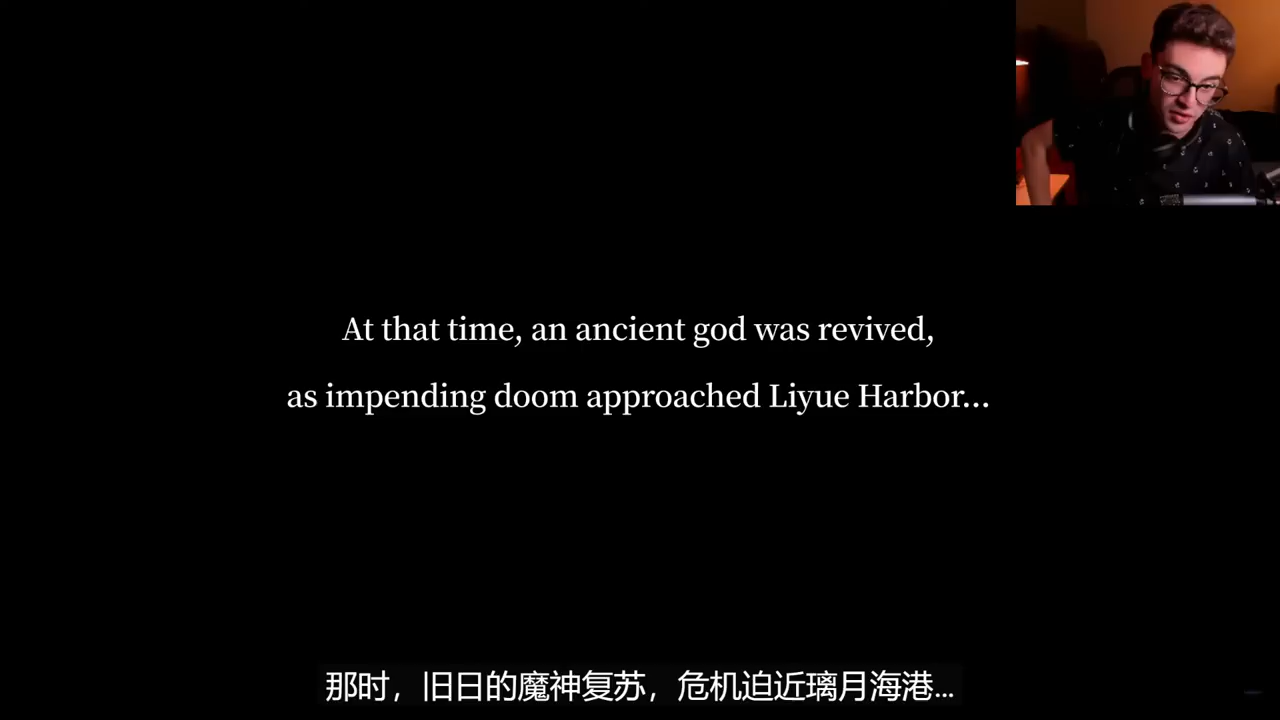 At that time, an ancient god was revived,
as impending doom approached Liyue Harbor...
那时，旧日的魔神复苏，危机迫近璃月海港...